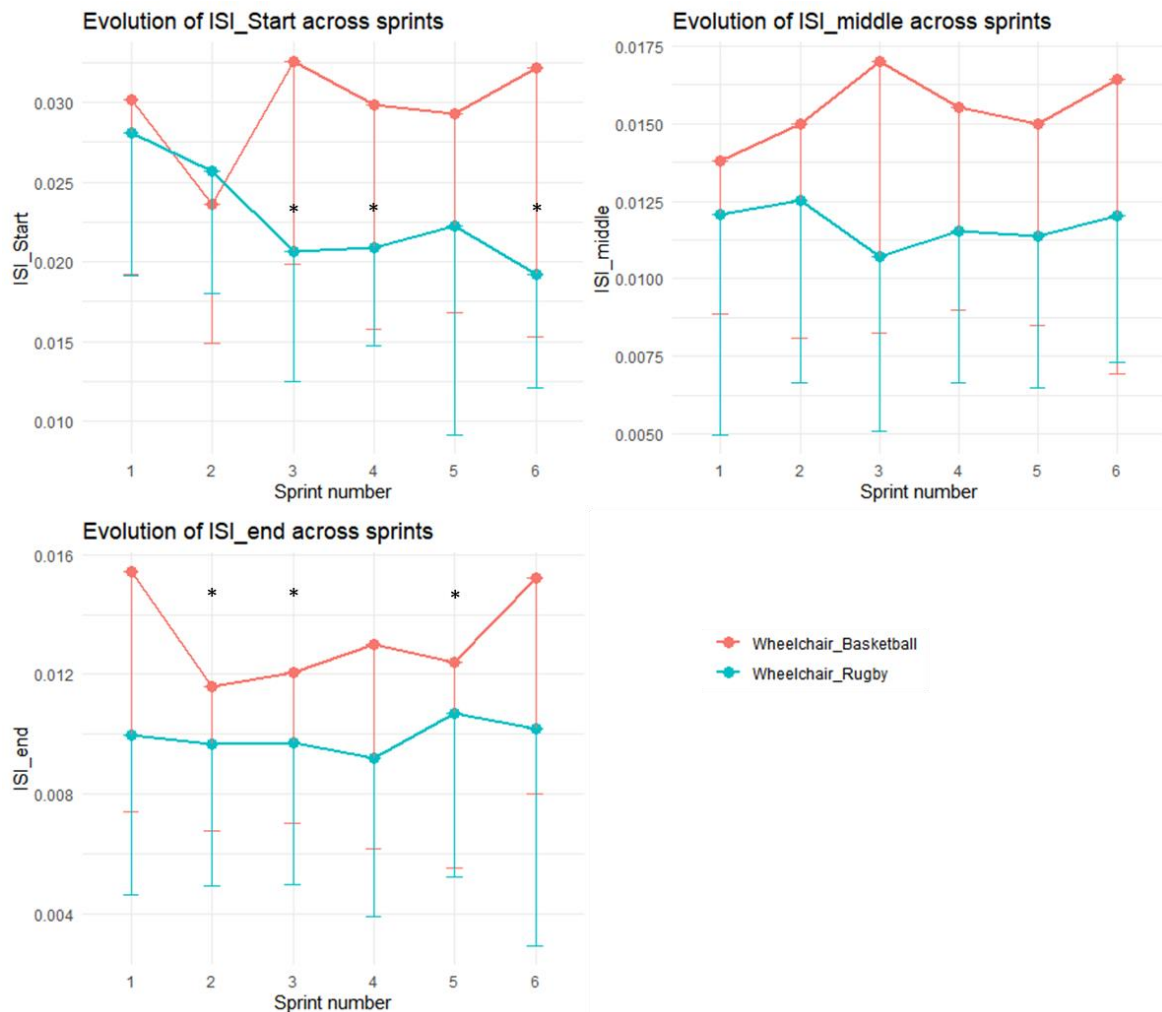 Evolution of ISI_Start across sprints
0.030
0.025
0.020
0.015
0.010
ISI_Start
* * *
1 2 3 4 5 6
Sprint number
Evolution of ISI_middle across sprints
0.0175
0.0150
0.0125
0.0100
0.0075
0.0050
ISI_middle
1 2 3 4 5 6
Sprint number
Evolution of ISI_end across sprints
0.016
0.012
0.008
0.004
ISI_end
* * *
1 2 3 4 5 6
Sprint number
Wheelchair_Basketball
Wheelchair_Rugby